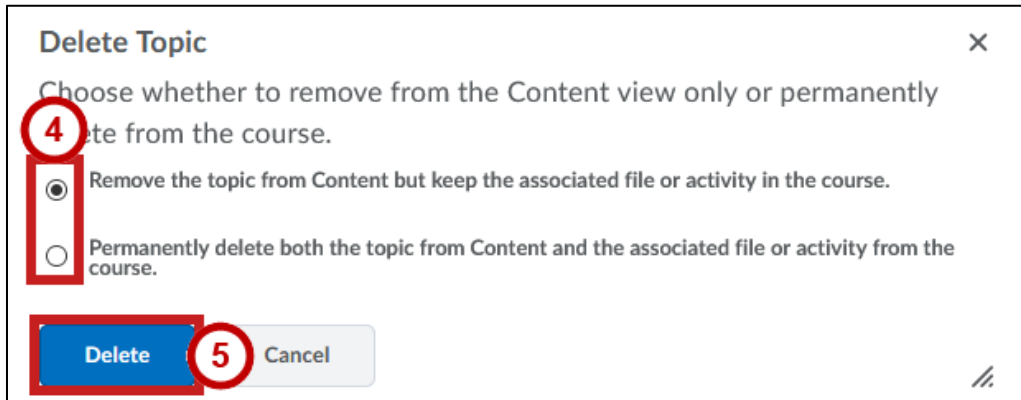 Delete Topic
Choose whether to remove from the Content view only or permanently
ete from the course.
4
Remove the topic from Content but keep the associated file or activity in the course.
Permanently delete both the topic from Content and the associated file or activity from the
course.
Delete
5
Cancel